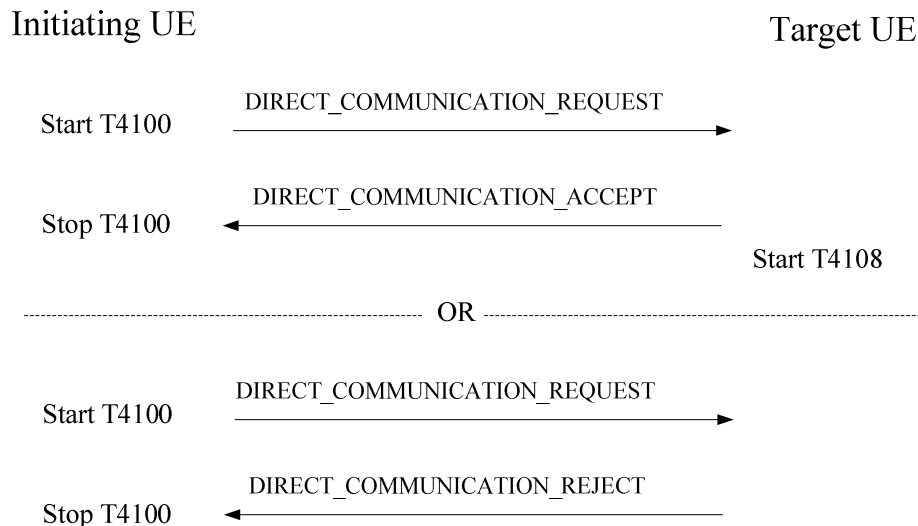 Initiating UE
Target UE
DIRECT_COMMUNICATION_REQUEST
Start T4100
DIRECT_COMMUNICATION_ACCEPT
Stop T4100
Start T4108
OR
DIRECT_COMMUNICATION_REQUEST
Start T4100
DIRECT_COMMUNICATION_REJECT
Stop T4100